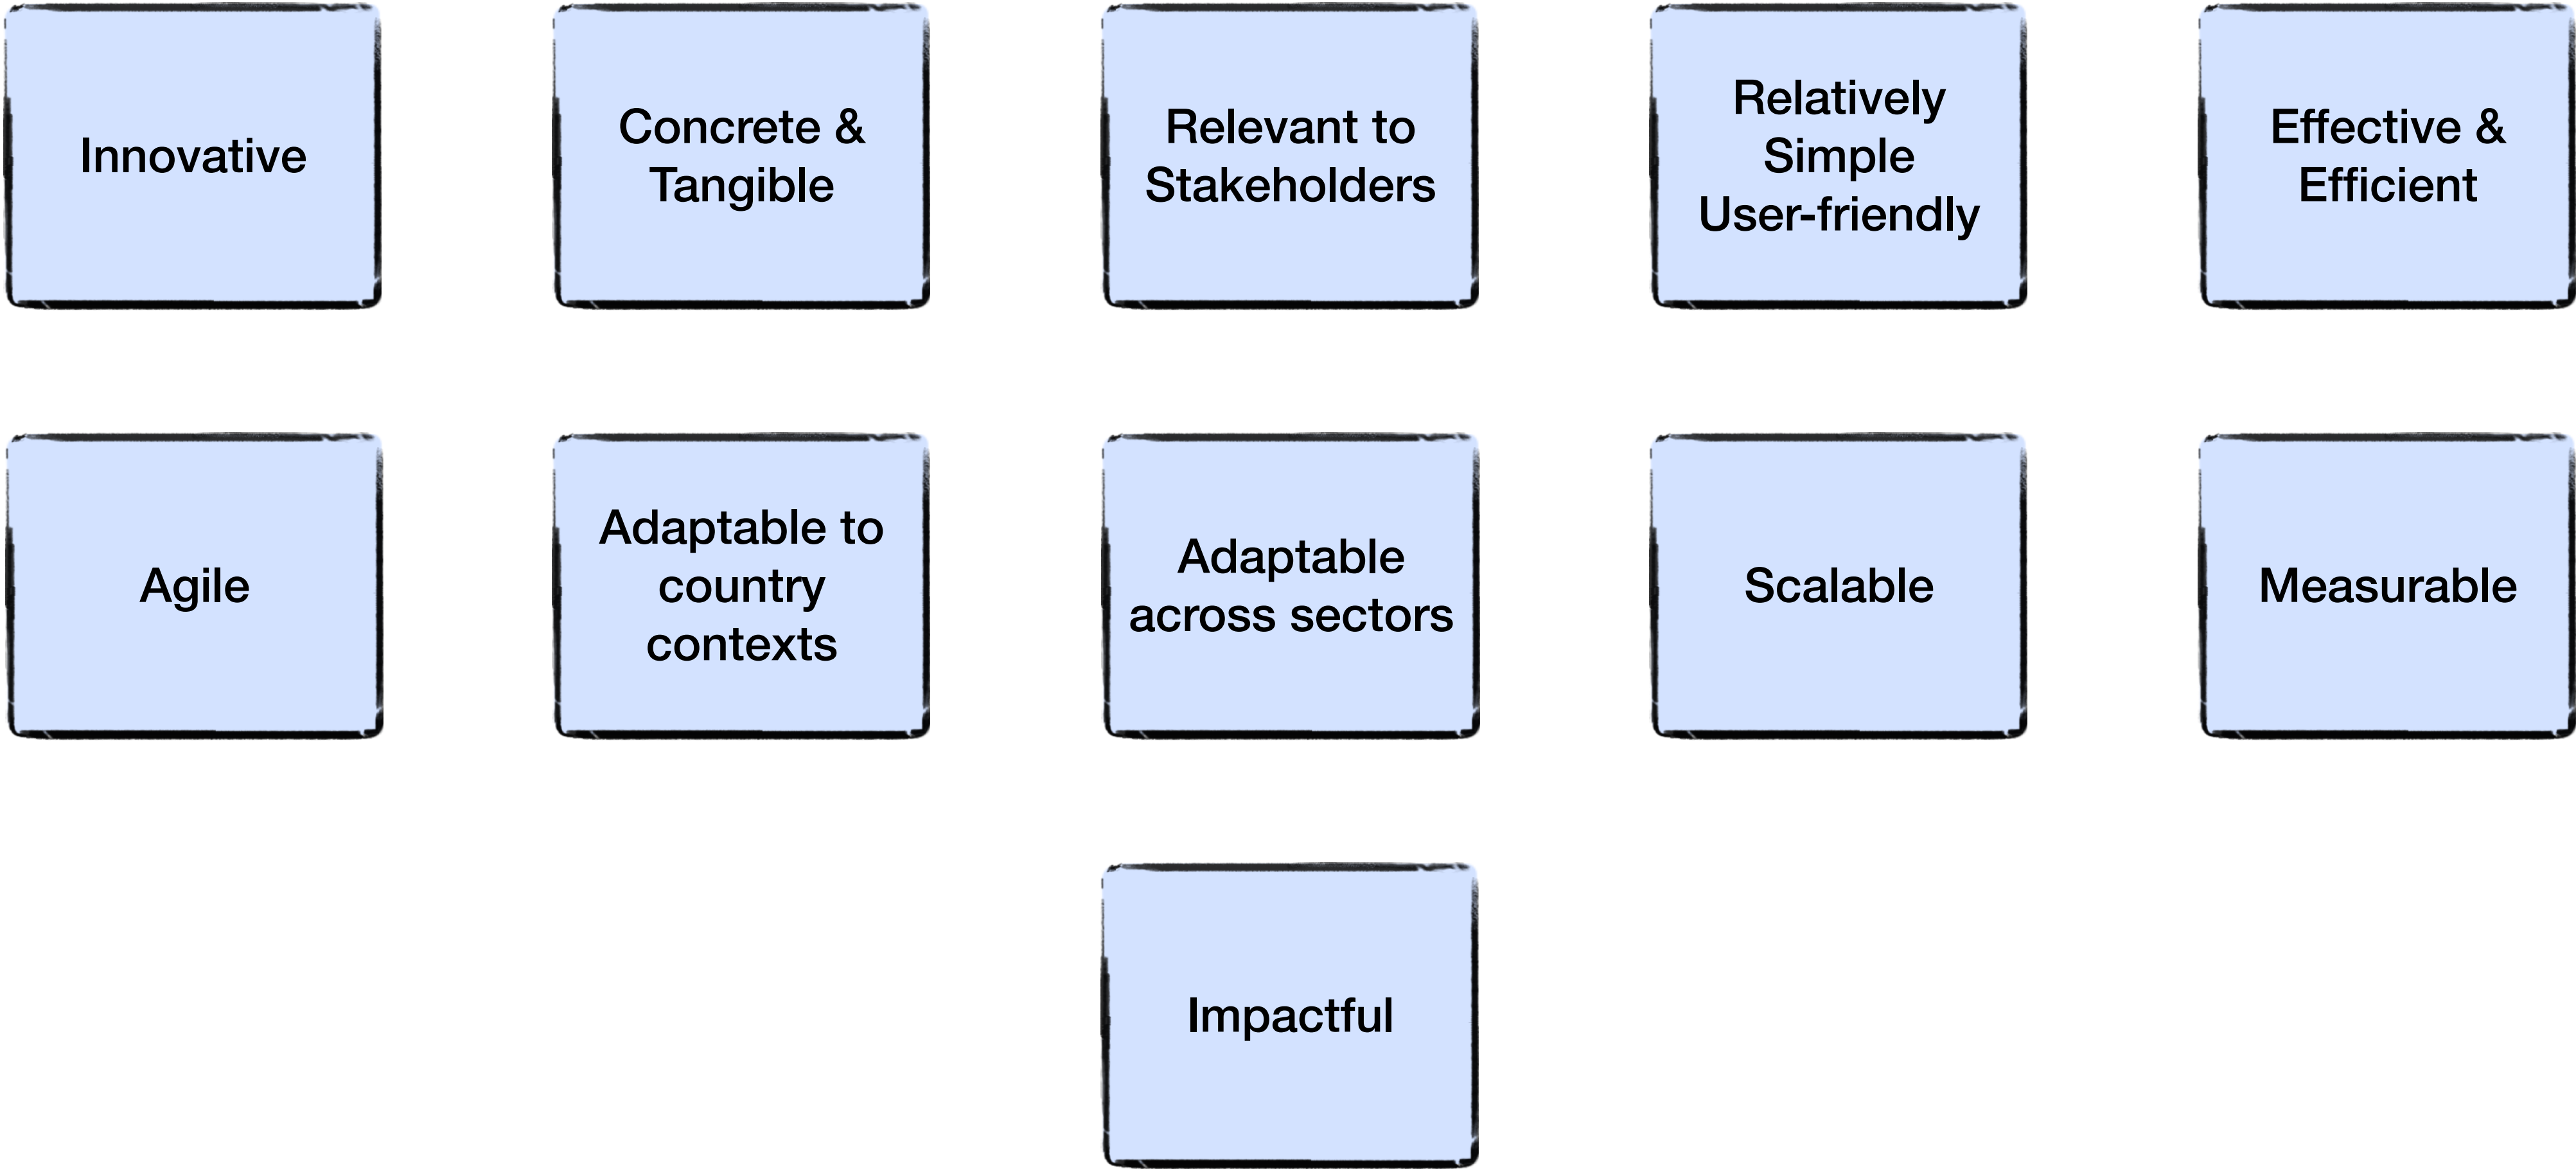 Innovative
Concrete &
Tangible
Relevant to
Stakeholders
Relatively
Simple
User-friendly
Effective &
Efficient
Agile
Adaptable to
country
contexts
Adaptable
across sectors
Scalable
Measurable
Impactful